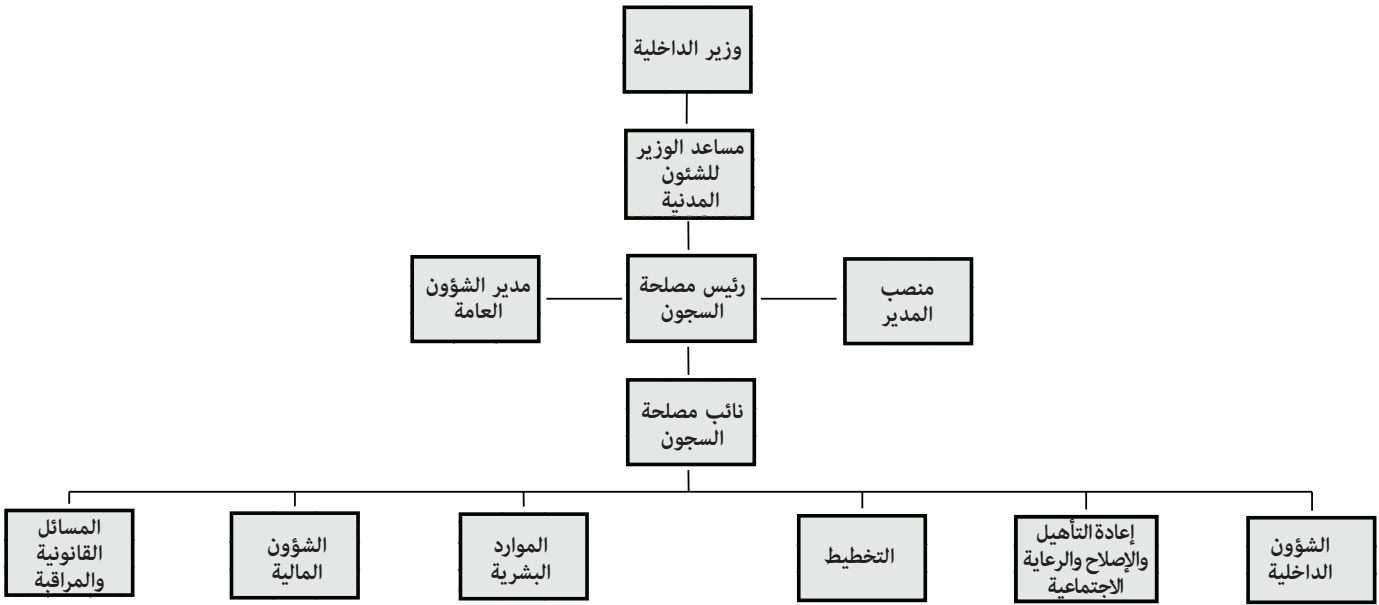 وزير الداخلية
مساعد الوزير
للشئون
المدنية
منصب
المدير
رئيس مصلحة
السجون
مدير الشؤون
العامة
نائب مصلحة
السجون
الشؤون
الداخلية
إعادة التأهيل
والإصلاح والرعاية
الاجتماعية
التخطيط
الموارد
البشرية
الشؤون
المالية
المسائل
القانونية
والمراقبة